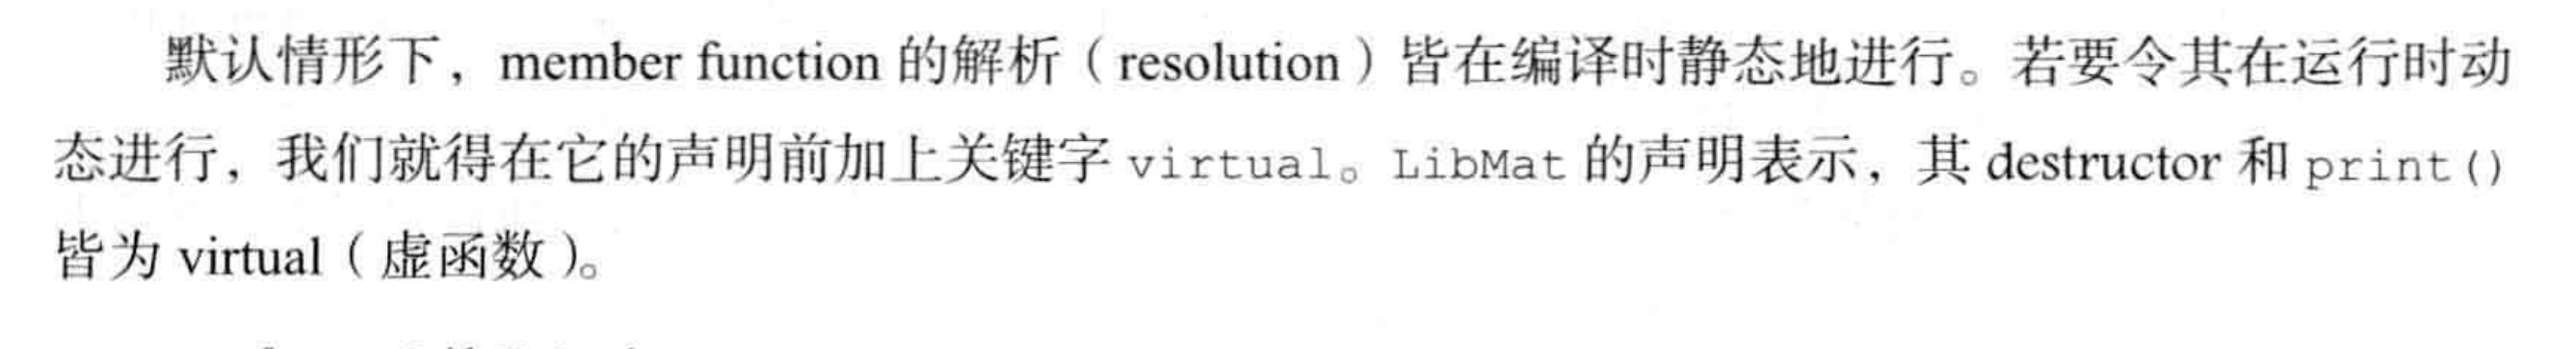 默认情形下，member function 的解析（resolution）皆在编译时静态地进行。若要令其在运行时动
态进行，我们就得在它的声明前加上关键字 virtual。LibMat 的声明表示，其 destructor 和 print()
皆为 virtual（虚函数）。